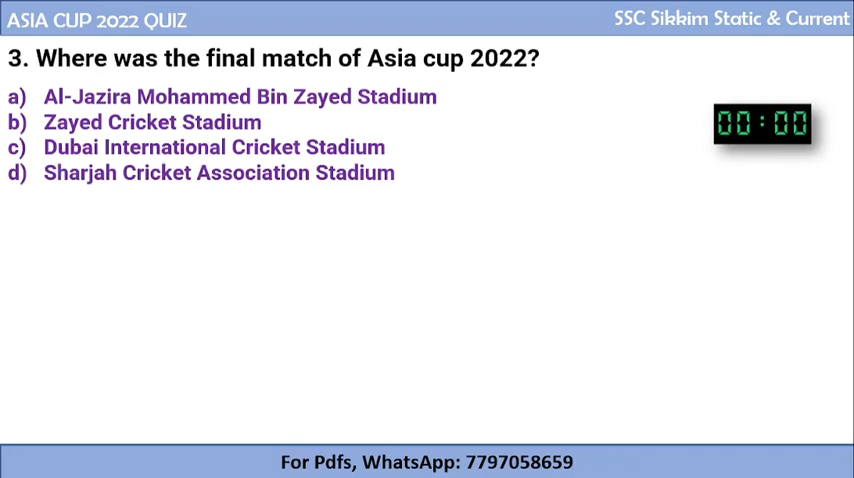 ASIA CUP 2022 QUIZ
SSC Sikkim Static & Current
3. Where was the final match of Asia cup 2022?
a) Al-Jazira Mohammed Bin Zayed Stadium
b) Zayed Cricket Stadium
c) Dubai International Cricket Stadium
d) Sharjah Cricket Association Stadium
00:00
For Pdfs, WhatsApp: 7797058659